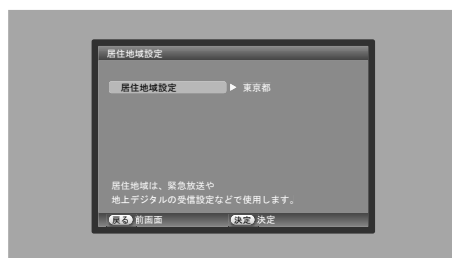 居住地域設定
居住地域設定 ▶ 東京都
居住地域は、緊急放送や
地上デジタルの受信設定などで使用します。
戻る 前画面 決定 決定